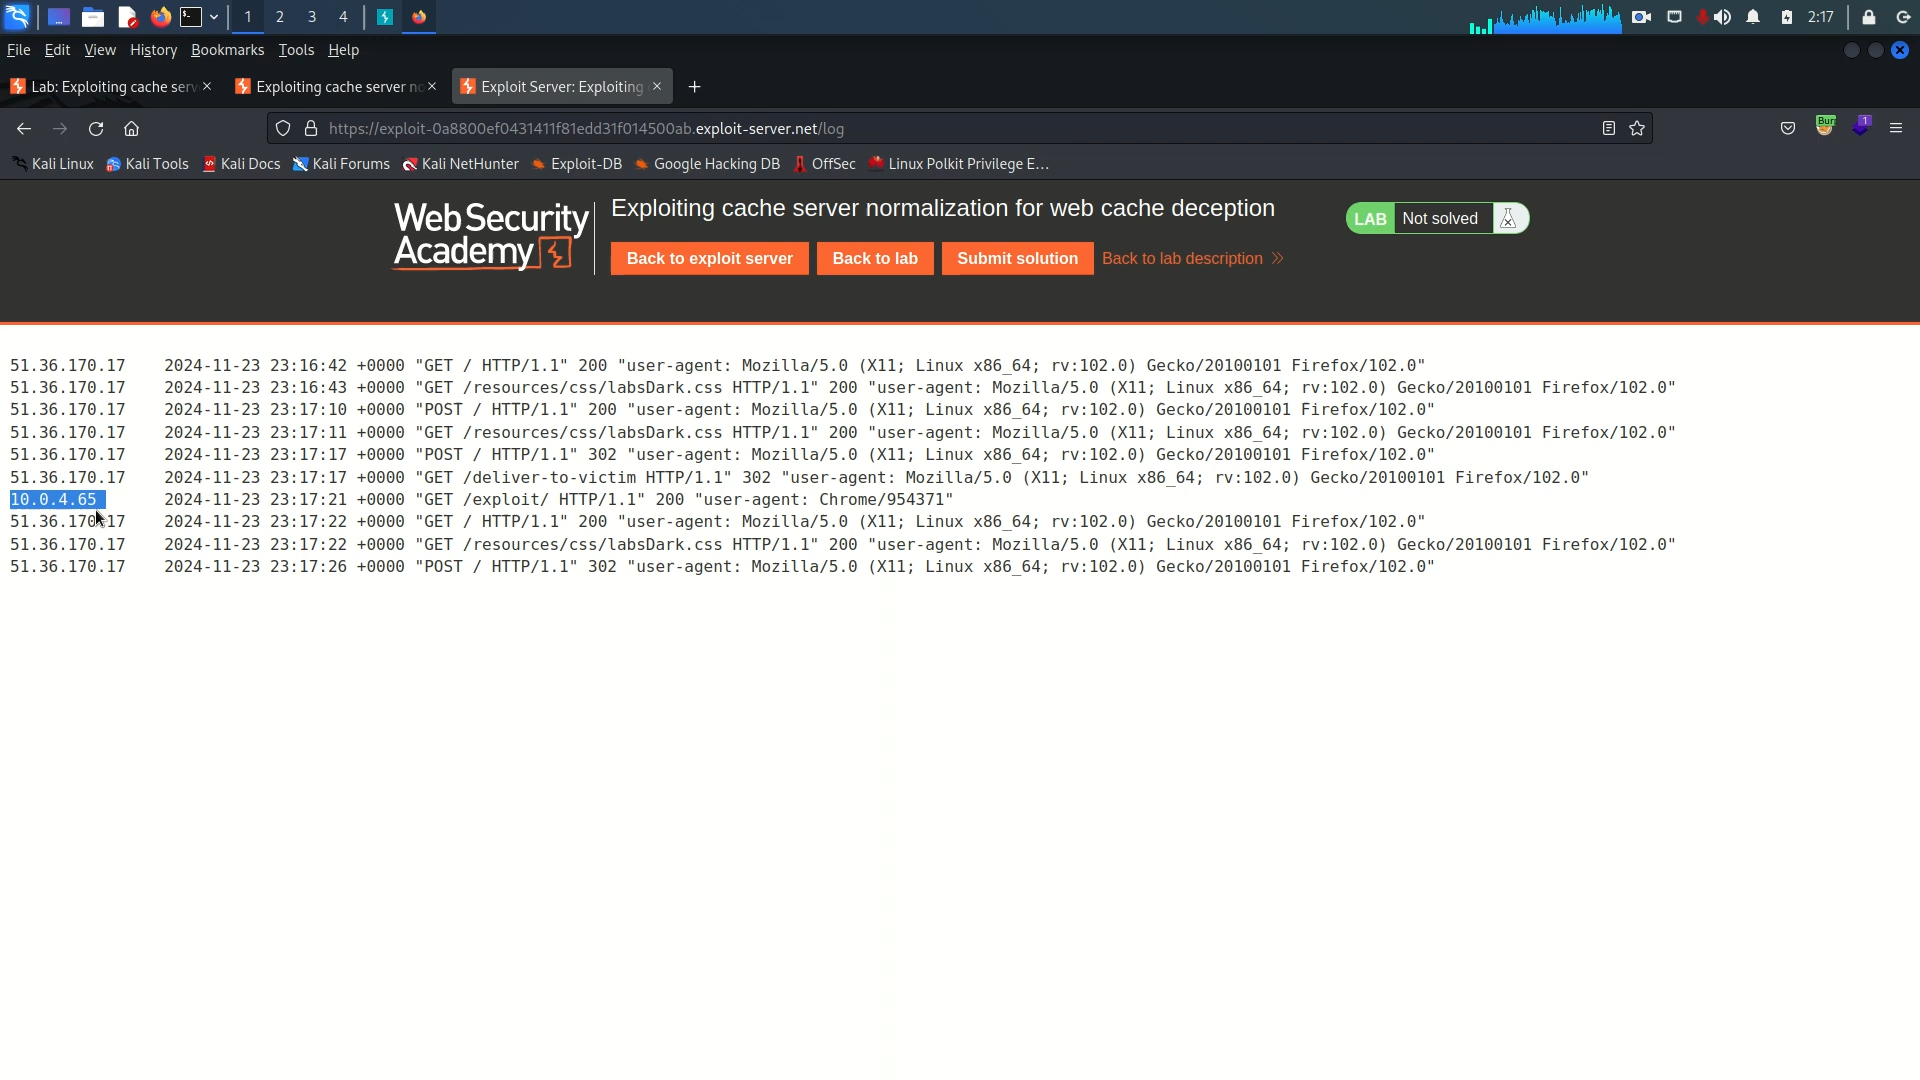 1 2 3 4 2:17
File Edit View History Bookmarks Tools Help
Lab: Exploiting cache serv Exploiting cache server no Exploit Server: Exploiting
https://exploit-0a8800ef0431411f81edd31f014500ab.exploit-server.net/log Burp 1
Kali Linux Kali Tools Kali Docs Kali Forums Kali NetHunter Exploit-DB Google Hacking DB OffSec Linux Polkit Privilege E...
Web Security Academy
Exploiting cache server normalization for web cache deception
LAB Not solved
Back to exploit server Back to lab Submit solution Back to lab description
51.36.170.17 2024-11-23 23:16:42 +0000 "GET / HTTP/1.1" 200 "user-agent: Mozilla/5.0 (X11; Linux x86_64; rv:102.0) Gecko/20100101 Firefox/102.0"
51.36.170.17 2024-11-23 23:16:43 +0000 "GET /resources/css/labsDark.css HTTP/1.1" 200 "user-agent: Mozilla/5.0 (X11; Linux x86_64; rv:102.0) Gecko/20100101 Firefox/102.0"
51.36.170.17 2024-11-23 23:17:10 +0000 "POST / HTTP/1.1" 200 "user-agent: Mozilla/5.0 (X11; Linux x86_64; rv:102.0) Gecko/20100101 Firefox/102.0"
51.36.170.17 2024-11-23 23:17:11 +0000 "GET /resources/css/labsDark.css HTTP/1.1" 200 "user-agent: Mozilla/5.0 (X11; Linux x86_64; rv:102.0) Gecko/20100101 Firefox/102.0"
51.36.170.17 2024-11-23 23:17:17 +0000 "POST / HTTP/1.1" 302 "user-agent: Mozilla/5.0 (X11; Linux x86_64; rv:102.0) Gecko/20100101 Firefox/102.0"
51.36.170.17 2024-11-23 23:17:17 +0000 "GET /deliver-to-victim HTTP/1.1" 302 "user-agent: Mozilla/5.0 (X11; Linux x86_64; rv:102.0) Gecko/20100101 Firefox/102.0"
10.0.4.65 2024-11-23 23:17:21 +0000 "GET /exploit/ HTTP/1.1" 200 "user-agent: Chrome/954371"
51.36.170.17 2024-11-23 23:17:22 +0000 "GET / HTTP/1.1" 200 "user-agent: Mozilla/5.0 (X11; Linux x86_64; rv:102.0) Gecko/20100101 Firefox/102.0"
51.36.170.17 2024-11-23 23:17:22 +0000 "GET /resources/css/labsDark.css HTTP/1.1" 200 "user-agent: Mozilla/5.0 (X11; Linux x86_64; rv:102.0) Gecko/20100101 Firefox/102.0"
51.36.170.17 2024-11-23 23:17:26 +0000 "POST / HTTP/1.1" 302 "user-agent: Mozilla/5.0 (X11; Linux x86_64; rv:102.0) Gecko/20100101 Firefox/102.0"